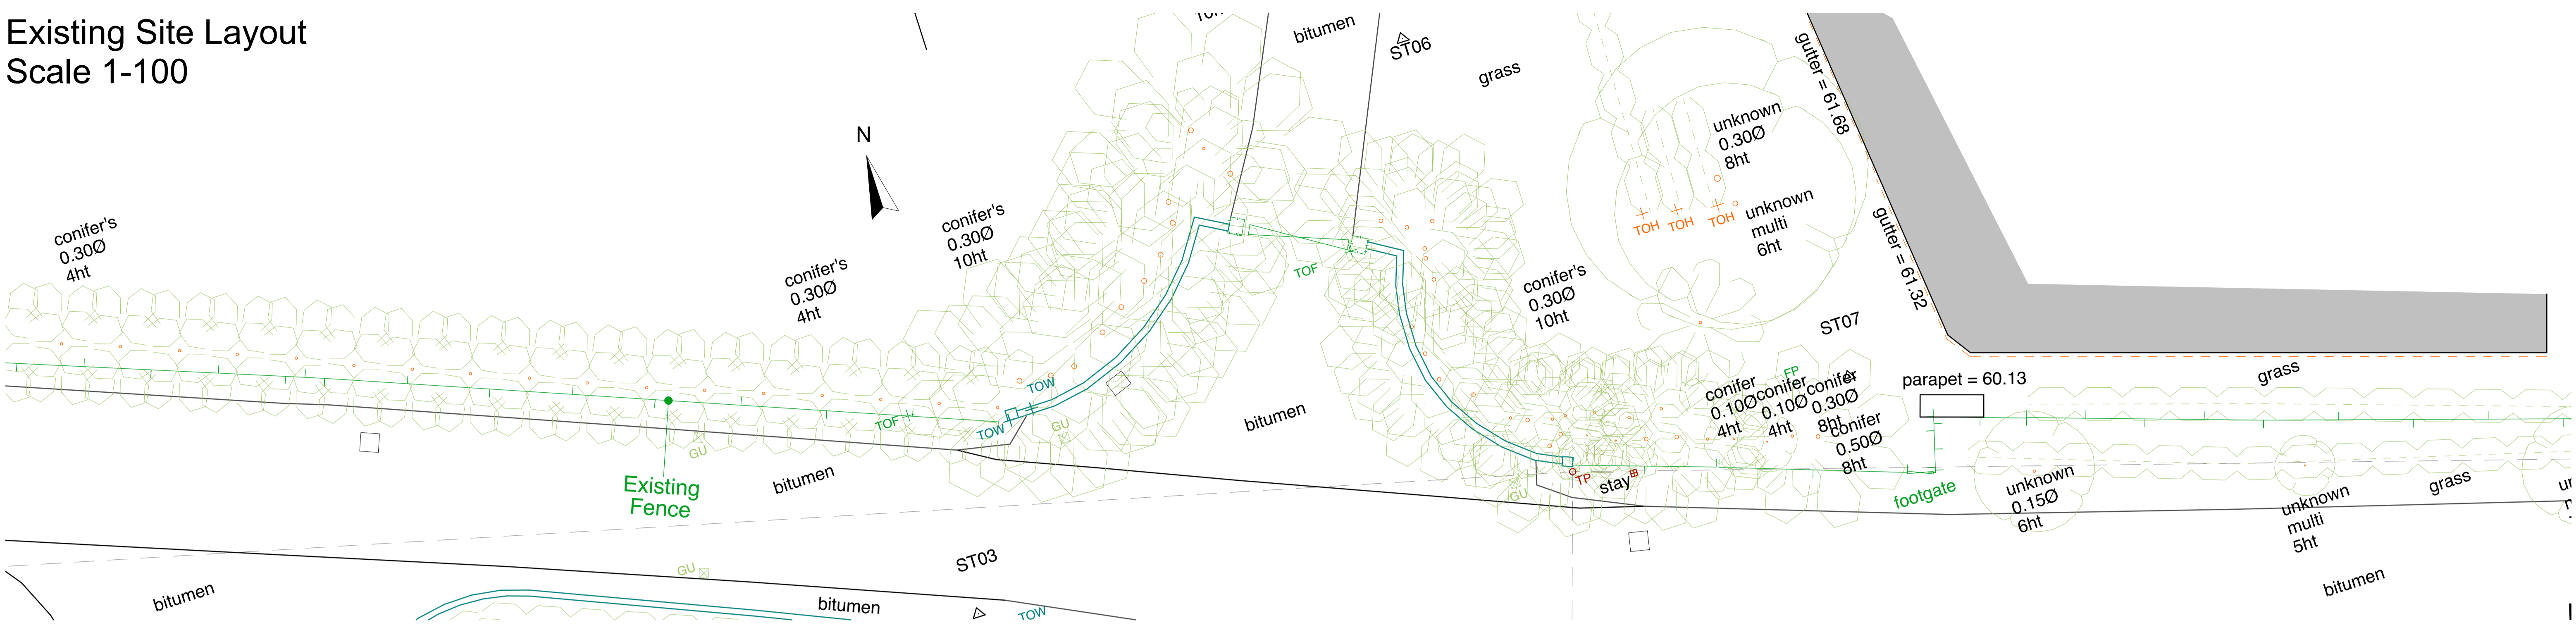 Existing Site Layout
Scale 1-100
bitumen
ST06
grass
gutter = 61.68
unknown
0.30Ø
8ht
N
conifer's
0.30Ø
4ht
conifer's
0.30Ø
10ht
conifer's
0.30Ø
4ht
TOF
TOH
TOH
TOH
unknown
multi
6ht
gutter = 61.32
conifer's
0.30Ø
10ht
ST07
parapet = 60.13
grass
TOW
TOF
TOW
GU
GU
bitumen
FP
conifer
0.10Ø
4ht
conifer
0.10Ø
4ht
conifer
0.30Ø
8ht
conifer
0.50Ø
8ht
Existing
Fence
bitumen
TP
stay
GU
footgate
unknown
0.15Ø
6ht
unknown
multi
5ht
grass
ST03
GU
bitumen
bitumen
TOW
bitumen